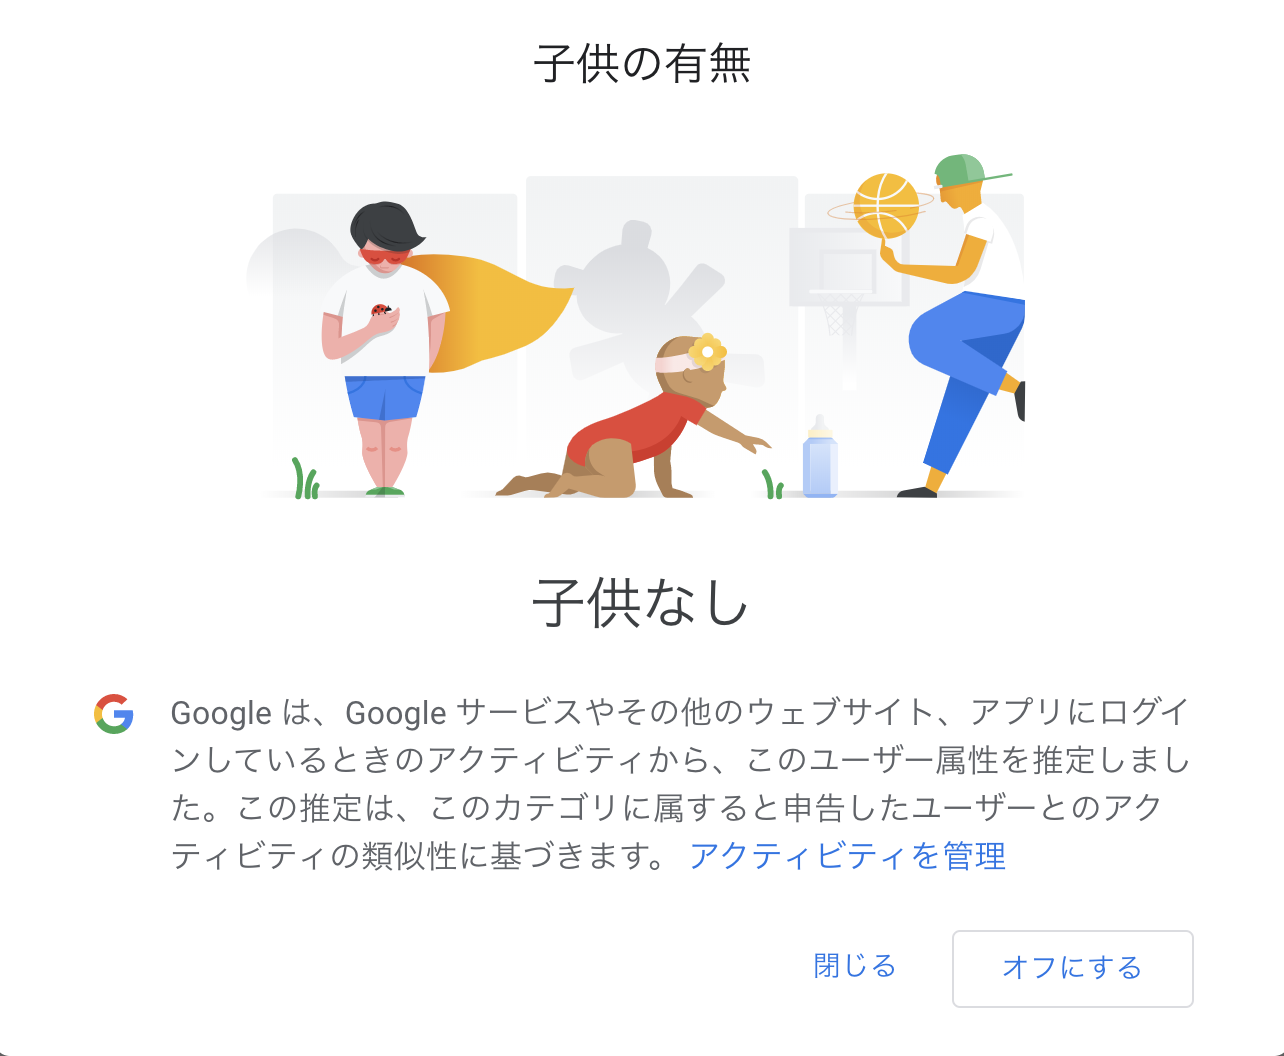 子供の有無
子供なし
Google は、Google サービスやその他のウェブサイト、アプリにログイ
ンしているときのアクティビティから、このユーザー属性を推定しまし
た。この推定は、このカテゴリに属すると申告したユーザーとのアク
ティビティの類似性に基づきます。 アクティビティを管理
閉じる
オフにする